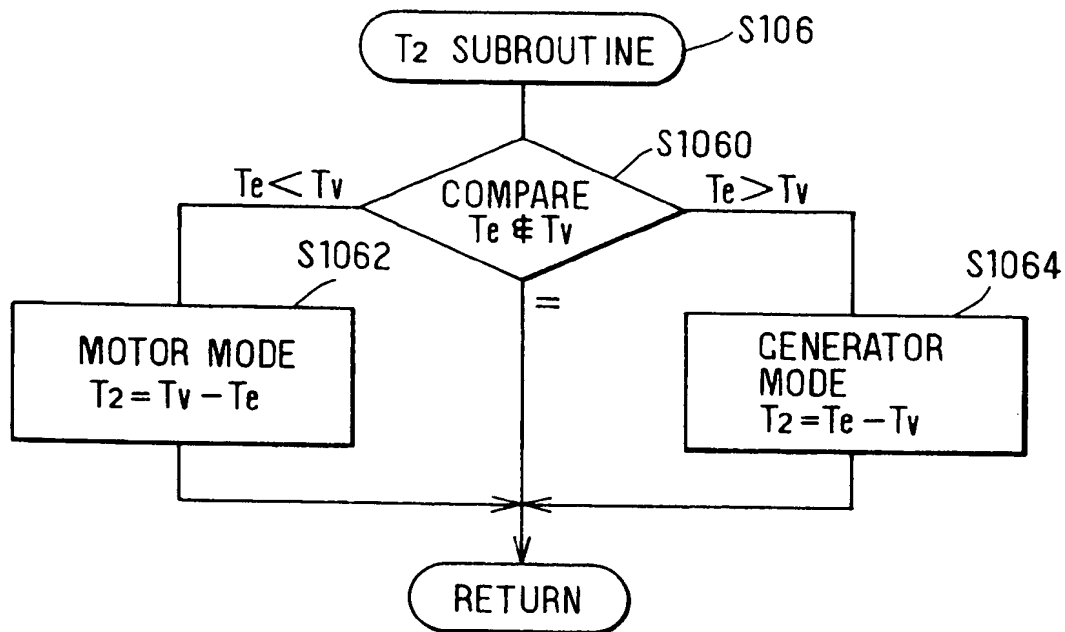 T2 SUBROUTINE
S106
S1060
Te < Tv
COMPARE
Te & Tv
Te > Tv
S1062
=
S1064
MOTOR MODE
T2 = Tv - Te
GENERATOR
MODE
T2 = Te - Tv
RETURN